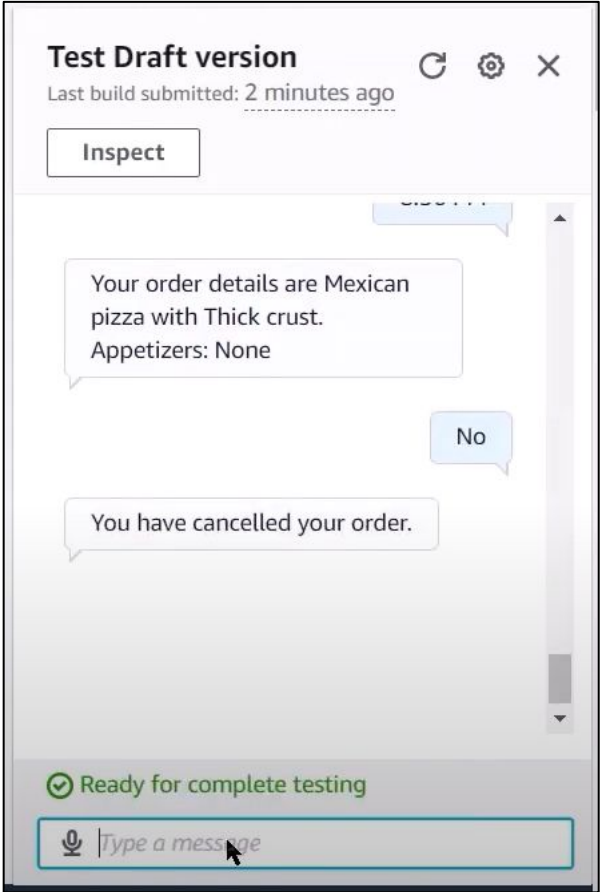 Test Draft version
Last build submitted: 2 minutes ago
Inspect
Your order details are Mexican
pizza with Thick crust.
Appetizers: None
No
You have cancelled your order.
Ready for complete testing
Type a message